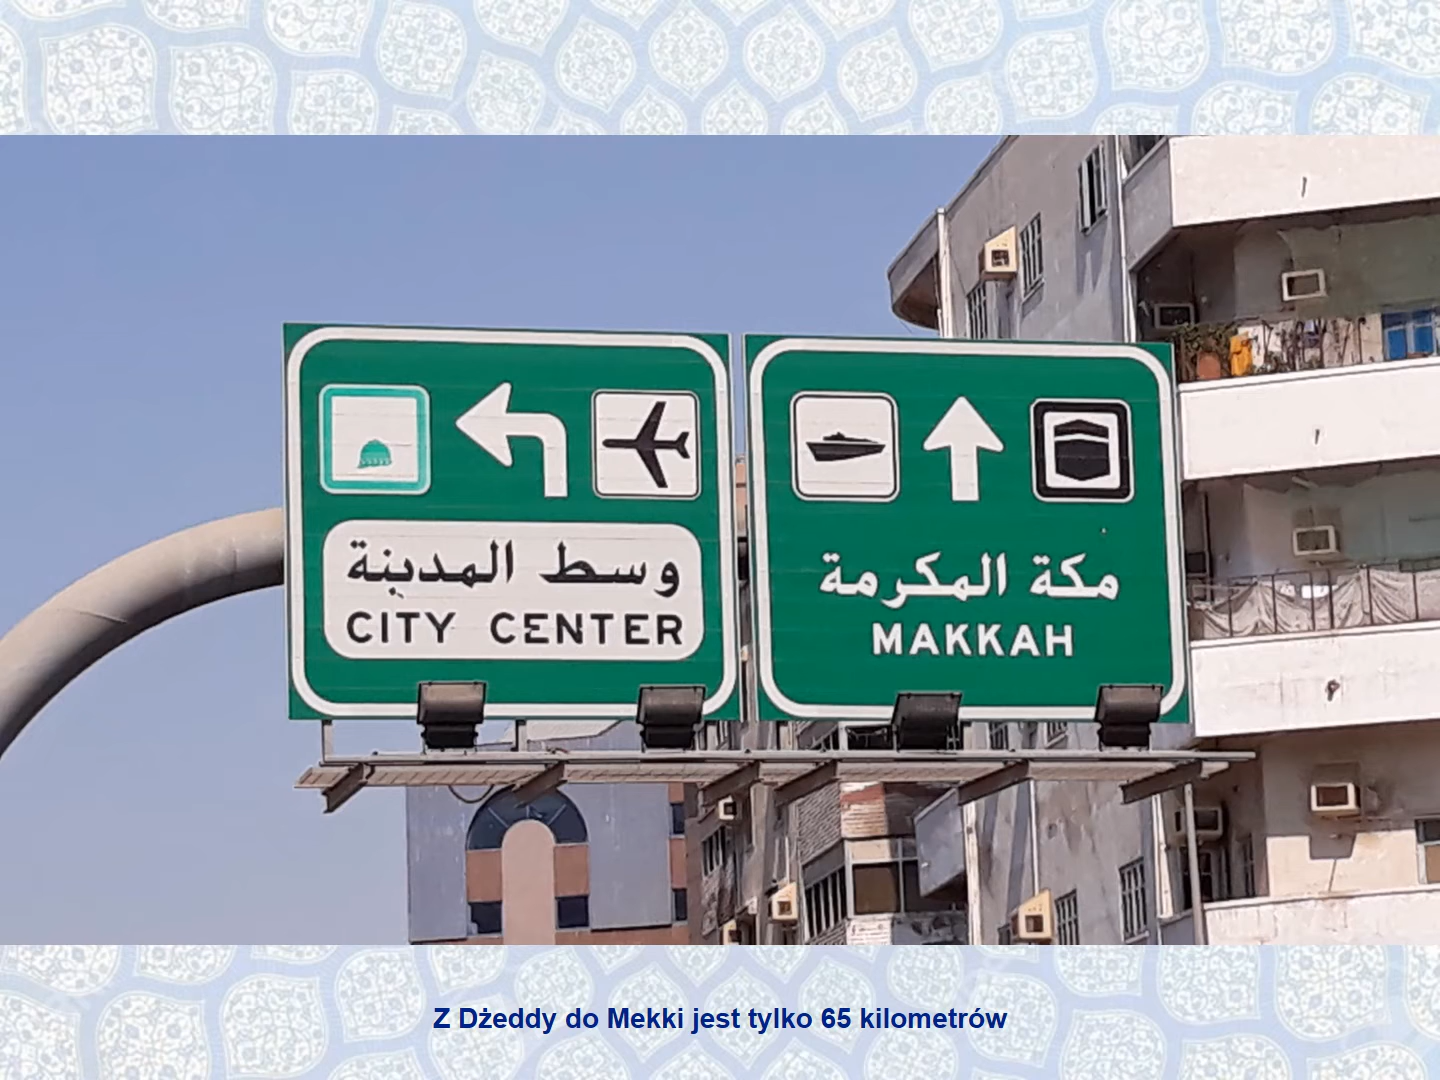 وسط المدينة
CITY CENTER
مكة المكرمة
MAKKAH
Z Dżeddy do Mekki jest tylko 65 kilometrów